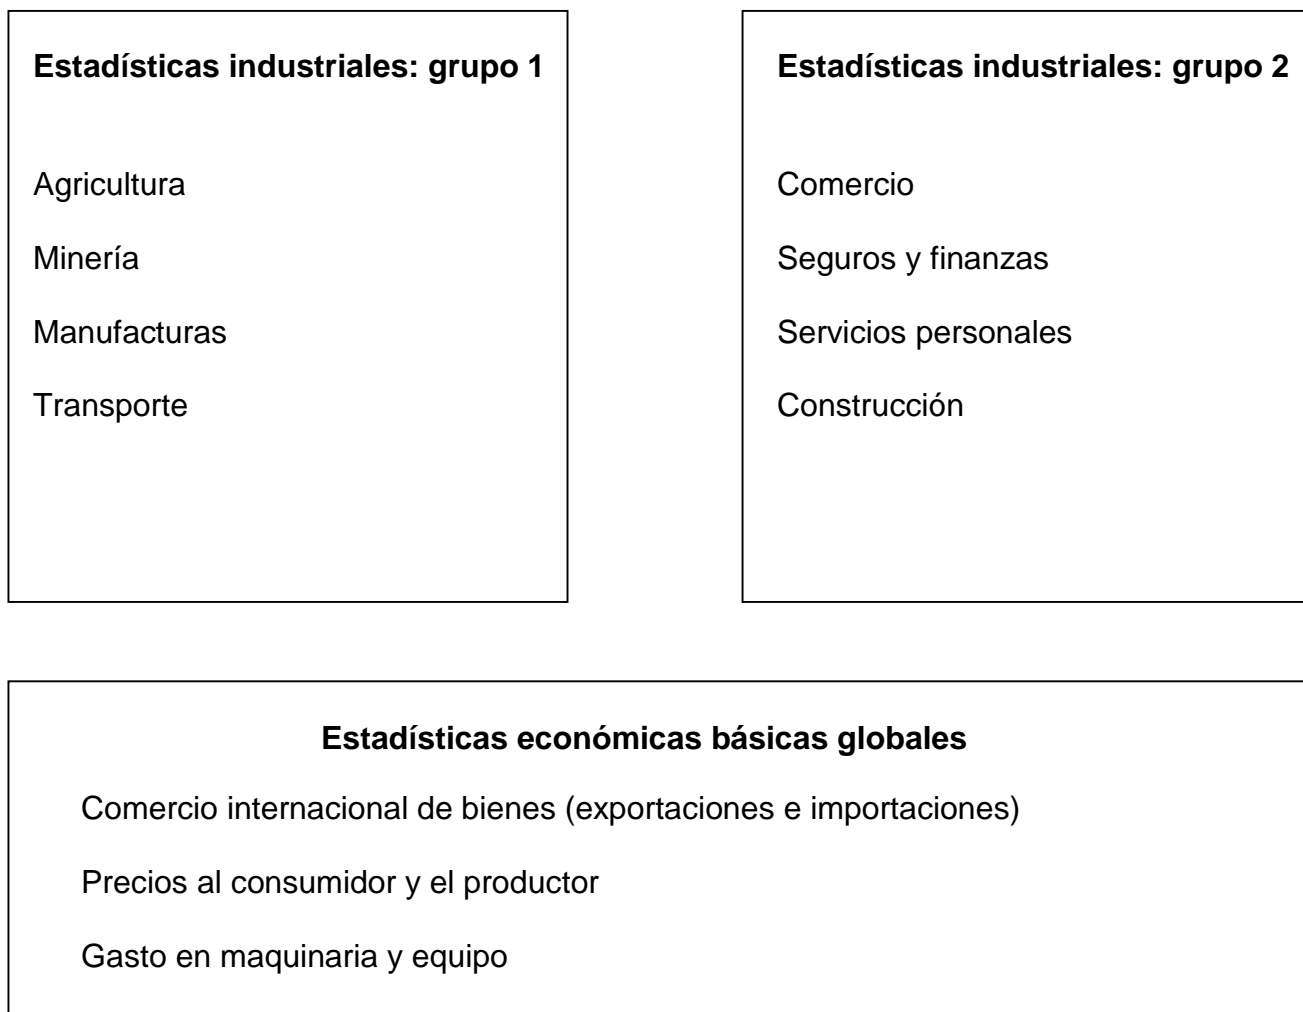 Estadísticas industriales: grupo 1
Agricultura
Minería
Manufacturas
Transporte
Estadísticas industriales: grupo 2
Comercio
Seguros y finanzas
Servicios personales
Construcción
Estadísticas económicas básicas globales
Comercio internacional de bienes (exportaciones e importaciones)
Precios al consumidor y el productor
Gasto en maquinaria y equipo